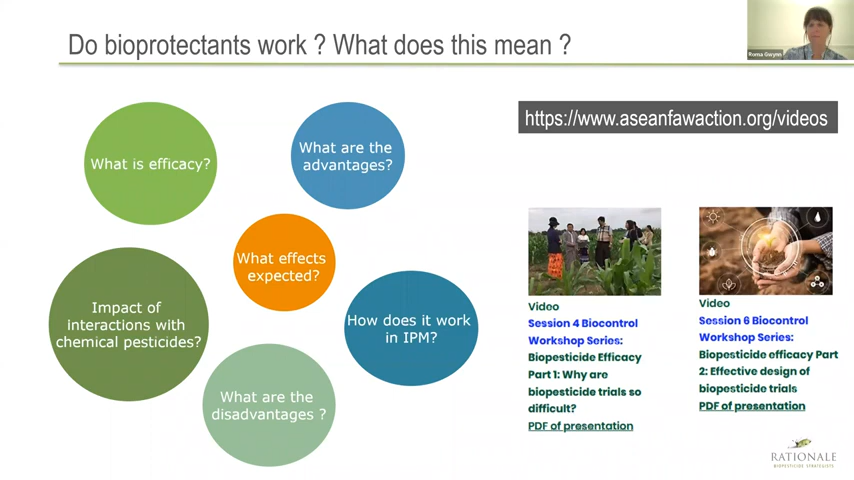 Do bioprotectants work ? What does this mean ?
Roma Gwynn
https://www.aseanfawaction.org/videos
What is efficacy?
What are the
advantages?
What effects
expected?
Impact of
interactions with
chemical pesticides?
How does it work
in IPM?
What are the
disadvantages ?
Video
Session 4 Biocontrol
Workshop Series:
Biopesticide Efficacy
Part 1: Why are
biopesticide trials so
difficult?
PDF of presentation
Video
Session 6 Biocontrol
Workshop Series:
Biopesticide efficacy Part
2: Effective design of
biopesticide trials
PDF of presentation
RATIONALE
BIOPESTICIDE STRATEGISTS